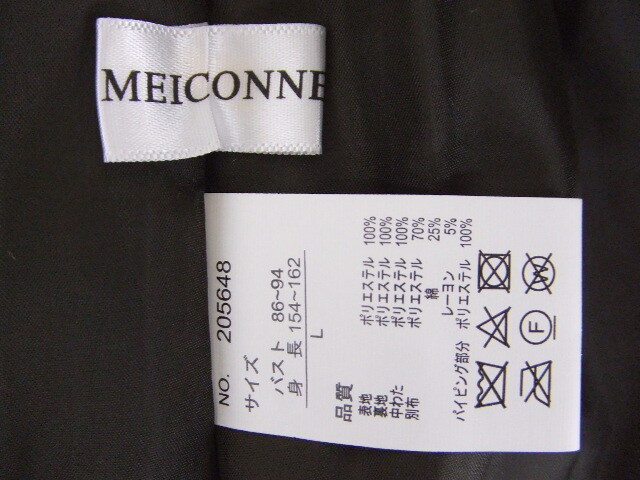 MEICONNE
NO. 205648
サイズ
バスト 86~94
身 長 154~162
L
品質
表地 ポリエステル 100%
裏地 ポリエステル 100%
中わた ポリエステル 100%
別布 ポリエステル 70%
綿 25%
レーヨン 5%
パイピング部分 ポリエステル 100%
F
W